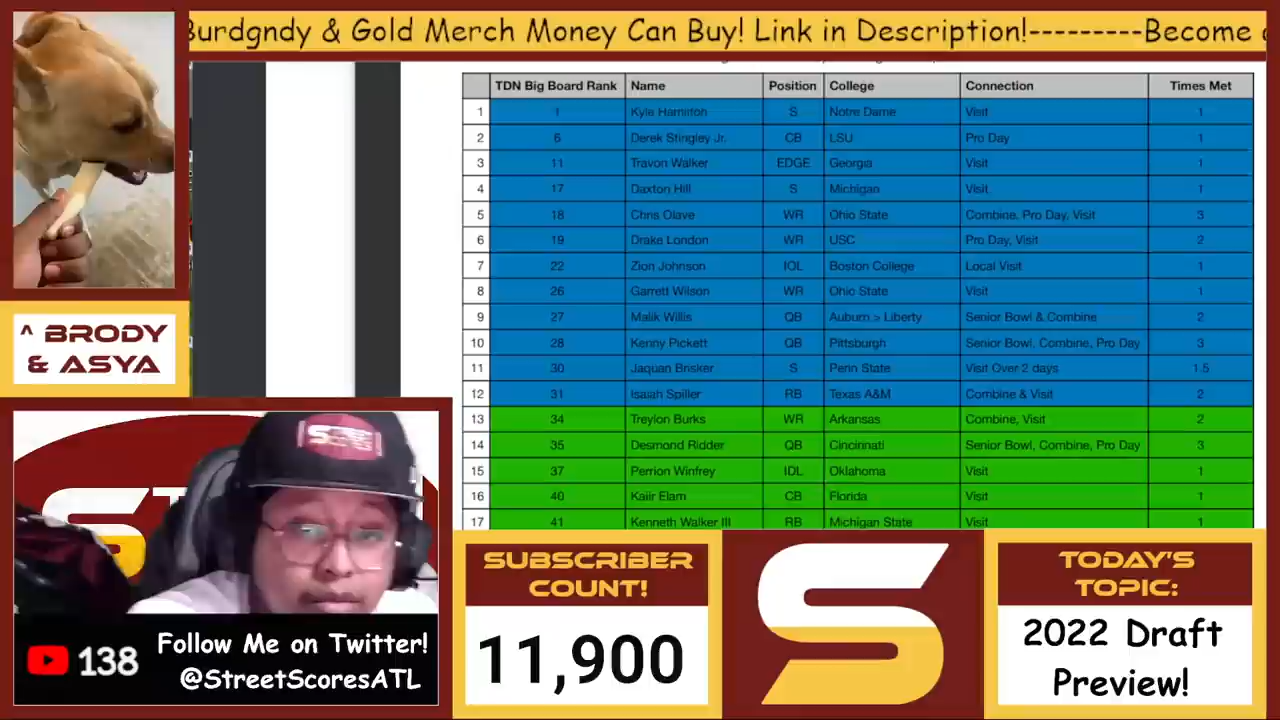 Burdgndy & Gold Merch Money Can Buy! Link in Description!---------Become
TDN Big Board Rank Name Position College Connection Times Met
1 1 Kyle Hamilton S Notre Dame Visit 1
2 6 Derek Stingley Jr. CB LSU Pro Day 1
3 11 Travon Walker EDGE Georgia Visit 1
4 17 Daxton Hill S Michigan Visit 1
5 18 Chris Olave WR Ohio State Combine, Pro Day, Visit 3
6 19 Drake London WR USC Pro Day, Visit 2
7 22 Zion Johnson IOL Boston College Local Visit 1
8 26 Garrett Wilson WR Ohio State Visit 1
9 27 Malik Willis QB Auburn > Liberty Senior Bowl & Combine 2
10 28 Kenny Pickett QB Pittsburgh Senior Bowl, Combine, Pro Day 3
11 30 Jaquan Brisker S Penn State Visit Over 2 days 1.5
12 31 Isaiah Spiller RB Texas A&M Combine & Visit 2
13 34 Treylon Burks WR Arkansas Combine, Visit 2
14 35 Desmond Ridder QB Cincinnati Senior Bowl, Combine, Pro Day 3
15 37 Perrion Winfrey IDL Oklahoma Visit 1
16 40 Kaiir Elam CB Florida Visit 1
17 41 Kenneth Walker III RB Michigan State Visit 1
^ BRODY
& ASYA
138
Follow Me on Twitter!
@StreetScoresATL
SUBSCRIBER
COUNT!
11,900
S
TODAY'S
TOPIC:
2022 Draft
Preview!